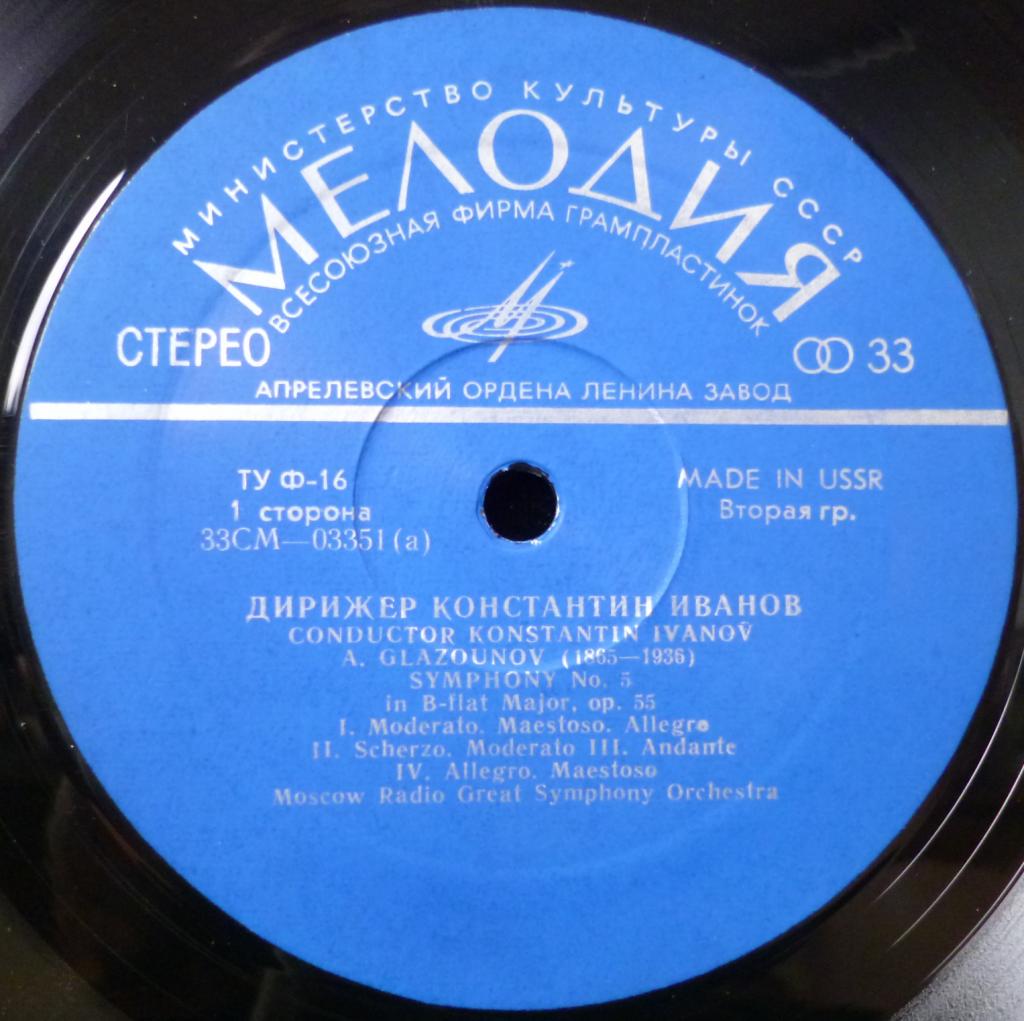 МИНИСТЕРСТВО КУЛЬТУРЫ СССР
МЕЛОДИЯ
ВСЕСОЮЗНАЯ ФИРМА ГРАМПЛАСТИНОК
СТЕРЕО
33
АПРЕЛЕВСКИЙ ОРДЕНА ЛЕНИНА ЗАВОД
ТУ Ф-16
1 сторона
33СМ—03351(а)
MADE IN USSR
Вторая гр.
ДИРИЖЕР КОНСТАНТИН ИВАНОВ
CONDUCTOR KONSTANTIN IVANOV
A. GLAZOUNOV (1865—1936)
SYMPHONY No. 5
in B-flat Major, op. 55
I. Moderato. Maestoso. Allegro
II. Scherzo. Moderato III. Andante
IV. Allegro. Maestoso
Moscow Radio Great Symphony Orchestra